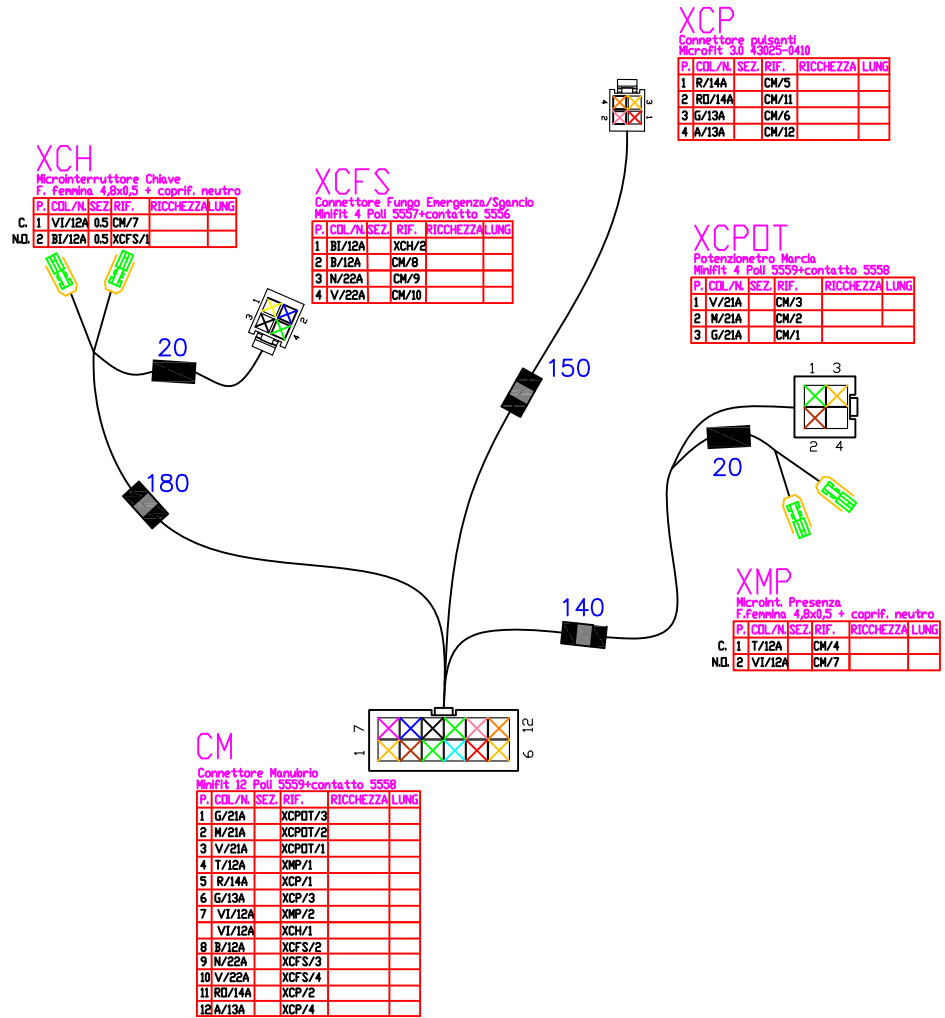 XCP
Connettore pulsanti
Microfit 3.0 43025-0410
P. COL/N. SEZ. RIF. RICCHEZZA LUNG
1 R/14A CM/5
2 RO/14A CM/11
3 G/13A CM/6
4 A/13A CM/12
4 3
2 1
XCH
Microinterruttore Chiave
F. femmina 4,8x0,5 + coprif. neutro
P. COL/N. SEZ. RIF. RICCHEZZA LUNG
C. 1 VI/12A 0.5 CM/7
N.O. 2 BI/12A 0.5 XCFS/1
XCFS
Connettore Fungo Emergenza/Sgancio
Minifit 4 Poli 5557+contatto 5556
P. COL/N. SEZ. RIF. RICCHEZZA LUNG
1 BI/12A XCH/2
2 B/12A CM/8
3 N/22A CM/9
4 V/22A CM/10
1 2
3 4
XCPOT
Potenziometro Marcia
Minifit 4 Poli 5559+contatto 5558
P. COL/N. SEZ. RIF. RICCHEZZA LUNG
1 V/21A CM/3
2 M/21A CM/2
3 G/21A CM/1
20
150
1 3
2 4
20
180
140
XMP
Microint. Presenza
F.femmina 4,8x0,5 + coprif. neutro
P. COL/N. SEZ. RIF. RICCHEZZA LUNG
C. 1 T/12A CM/4
N.O. 2 VI/12A CM/7
7 12
1 6
CM
Connettore Manubrio
Minifit 12 Poli 5559+contatto 5558
P. COL/N. SEZ. RIF. RICCHEZZA LUNG
1 G/21A XCPOT/3
2 M/21A XCPOT/2
3 V/21A XCPOT/1
4 T/12A XMP/1
5 R/14A XCP/1
6 G/13A XCP/3
7 VI/12A XMP/2
VI/12A XCH/1
8 B/12A XCFS/2
9 N/22A XCFS/3
10 V/22A XCFS/4
11 RO/14A XCP/2
12 A/13A XCP/4